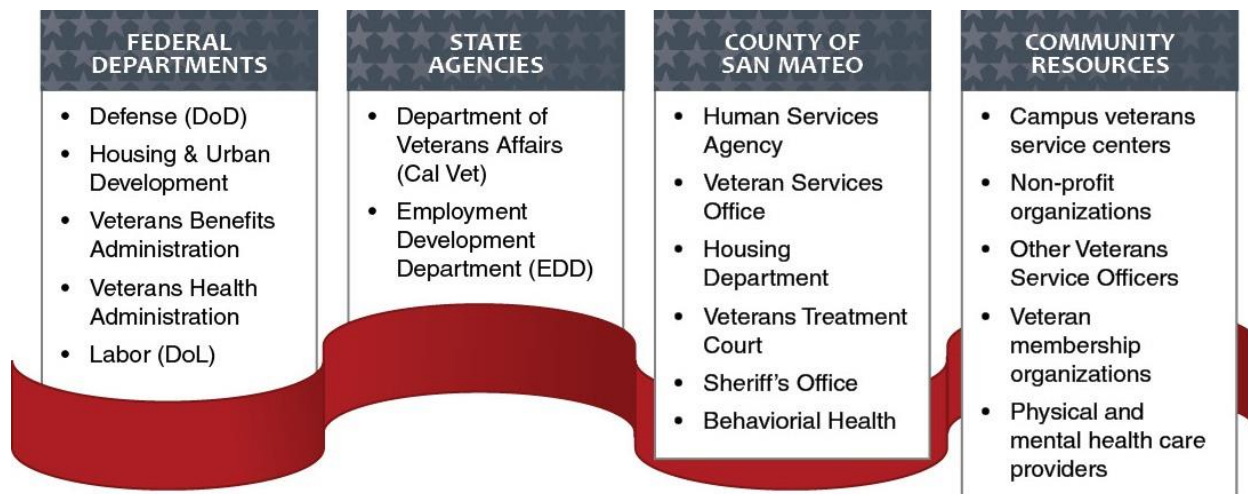 FEDERAL
DEPARTMENTS
• Defense (DoD)
• Housing & Urban
Development
• Veterans Benefits
Administration
• Veterans Health
Administration
• Labor (DoL)
STATE
AGENCIES
• Department of
Veterans Affairs
(Cal Vet)
• Employment
Development
Department (EDD)
COUNTY OF
SAN MATEO
• Human Services
Agency
• Veteran Services
Office
• Housing
Department
• Veterans Treatment
Court
• Sheriff’s Office
• Behaviorial Health
COMMUNITY
RESOURCES
• Campus veterans
service centers
• Non-profit
organizations
• Other Veterans
Service Officers
• Veteran
membership
organizations
• Physical and
mental health care
providers